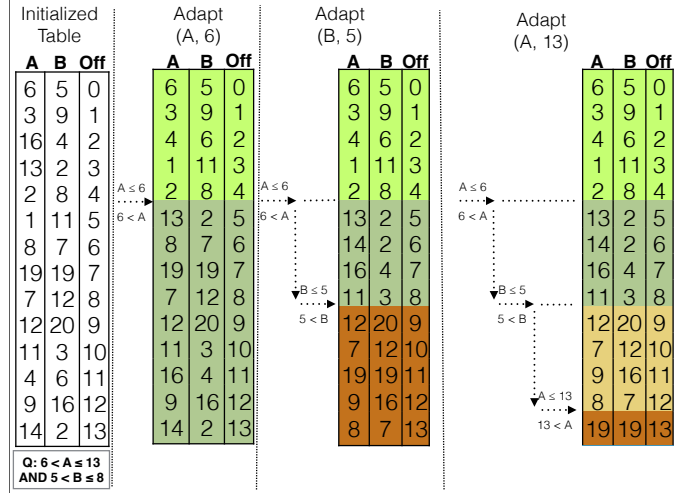 Initialized
Table
A B Off
6 5 0
3 9 1
16 4 2
13 2 3
2 8 4
1 11 5
8 7 6
19 19 7
7 12 8
12 20 9
11 3 10
4 6 11
9 16 12
14 2 13
Q: 6 < A ≤ 13
AND 5 < B ≤ 8
Adapt
(A, 6)
A B Off
6 5 0
3 9 1
4 6 2
1 11 3
2 8 4
13 2 5
8 7 6
19 19 7
7 12 8
12 20 9
11 3 10
16 4 11
9 16 12
14 2 13
A ≤ 6
6 < A
Adapt
(B, 5)
A B Off
6 5 0
3 9 1
4 6 2
1 11 3
2 8 4
13 2 5
14 2 6
16 4 7
11 3 8
12 20 9
7 12 10
19 19 11
9 16 12
8 7 13
A ≤ 6
6 < A
B ≤ 5
5 < B
Adapt
(A, 13)
A B Off
6 5 0
3 9 1
4 6 2
1 11 3
2 8 4
13 2 5
14 2 6
16 4 7
11 3 8
12 20 9
7 12 10
9 16 11
8 7 12
19 19 13
A ≤ 6
6 < A
B ≤ 5
5 < B
A ≤ 13
13 < A